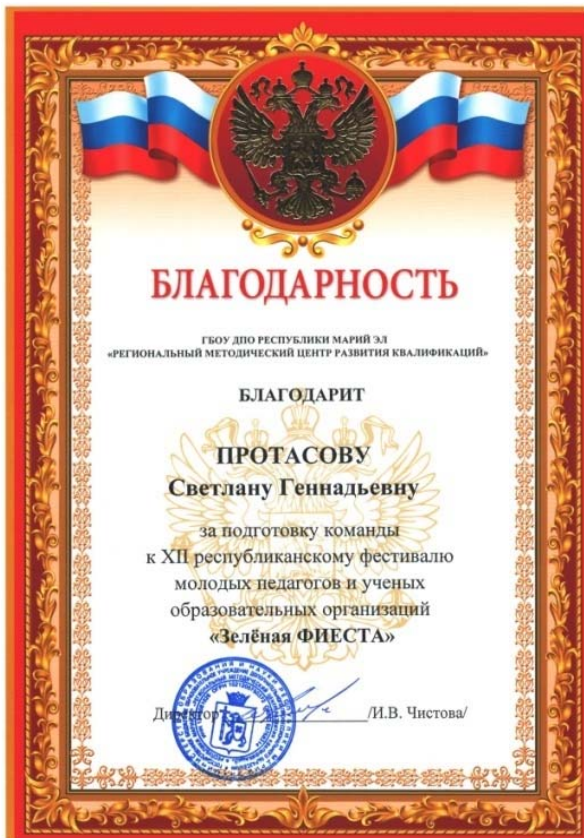 БЛАГОДАРНОСТЬ
ГБОУ ДПО РЕСПУБЛИКИ МАРИЙ ЭЛ
«РЕГИОНАЛЬНЫЙ МЕТОДИЧЕСКИЙ ЦЕНТР РАЗВИТИЯ КВАЛИФИКАЦИЙ»
БЛАГОДАРИТ
ПРОТАСОВУ
Светлану Геннадьевну
за подготовку команды
к XII республиканскому фестивалю
молодых педагогов и ученых
образовательных организаций
«Зелёная ФИЕСТА»
Директор /И.В. Чистова/